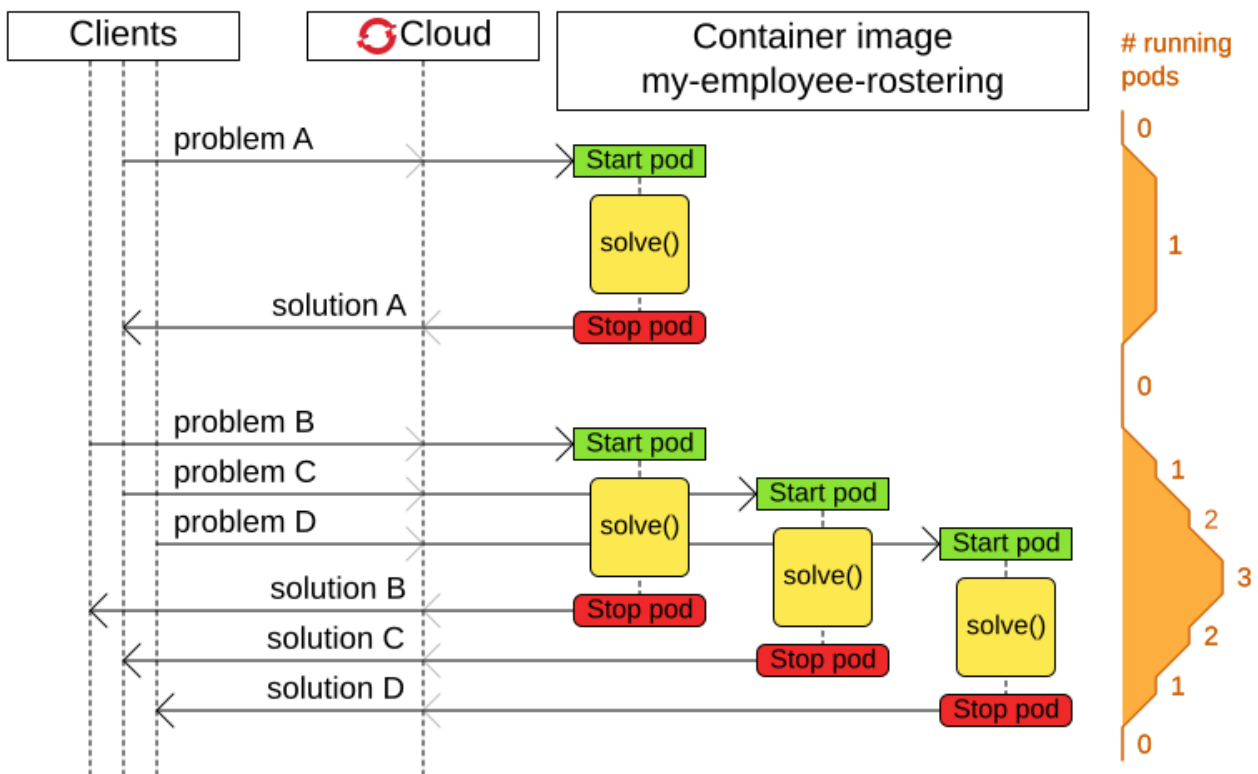 Clients
Cloud
Container image
my-employee-rostering
# running
pods
0
problem A
Start pod
solve()
1
solution A
Stop pod
0
problem B
Start pod
1
problem C
Start pod
2
problem D
solve()
Start pod
solve()
3
solution B
Stop pod
solve()
2
solution C
Stop pod
1
solution D
Stop pod
0